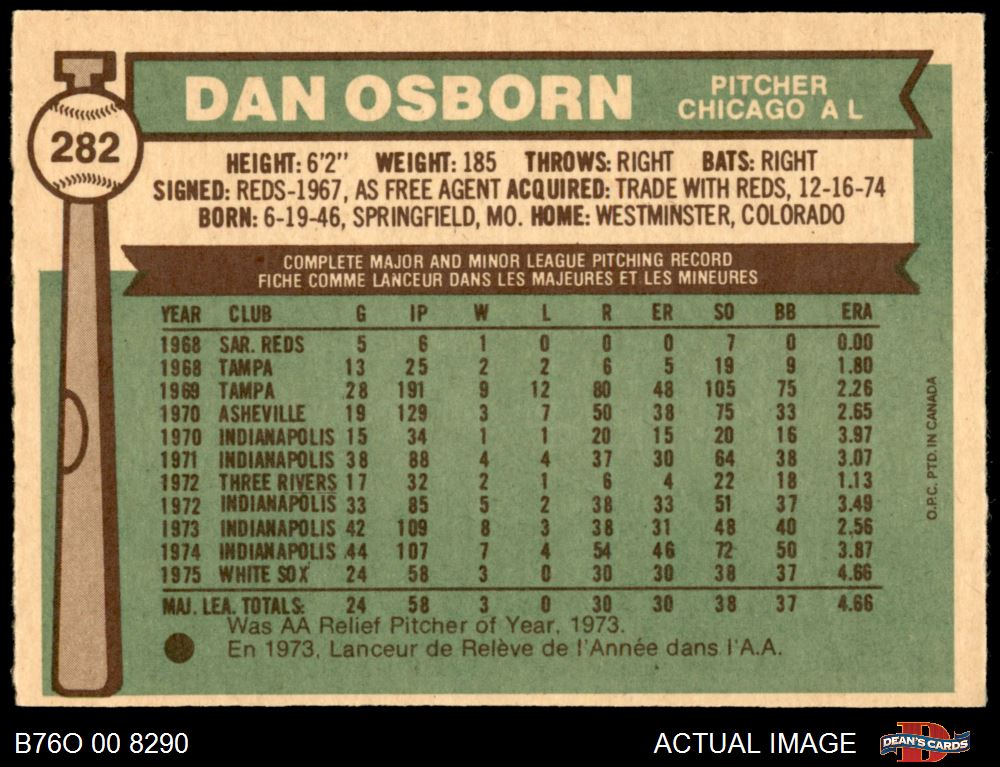 DAN OSBORN
PITCHER
CHICAGO A L
282
HEIGHT: 6'2" WEIGHT: 185 THROWS: RIGHT BATS: RIGHT
SIGNED: REDS-1967, AS FREE AGENT ACQUIRED: TRADE WITH REDS, 12-16-74
BORN: 6-19-46, SPRINGFIELD, MO. HOME: WESTMINSTER, COLORADO
COMPLETE MAJOR AND MINOR LEAGUE PITCHING RECORD
FICHE COMME LANCEUR DANS LES MAJEURES ET LES MINEURES
YEAR CLUB G IP W L R ER SO BB ERA
1968 SAR. REDS 5 6 1 0 0 0 7 0 0.00
1968 TAMPA 13 25 2 2 6 5 19 9 1.80
1969 TAMPA 28 191 9 12 80 48 105 75 2.26
1970 ASHEVILLE 19 129 3 7 50 38 75 33 2.65
1970 INDIANAPOLIS 15 34 1 1 20 15 20 16 3.97
1971 INDIANAPOLIS 38 88 4 4 37 30 64 38 3.07
1972 THREE RIVERS 17 32 2 1 6 4 22 18 1.13
1972 INDIANAPOLIS 33 85 5 2 38 33 51 37 3.49
1973 INDIANAPOLIS 42 109 8 3 38 31 48 40 2.56
1974 INDIANAPOLIS 44 107 7 4 54 46 72 50 3.87
1975 WHITE SOX 24 58 3 0 30 30 38 37 4.66
MAJ. LEA. TOTALS: 24 58 3 0 30 30 38 37 4.66
Was AA Relief Pitcher of Year, 1973.
En 1973, Lanceur de Relève de l'Année dans l'A.A.
O.P.C. PTD. IN CANADA
B76O 00 8290
ACTUAL IMAGE
D
DEAN'S CARDS